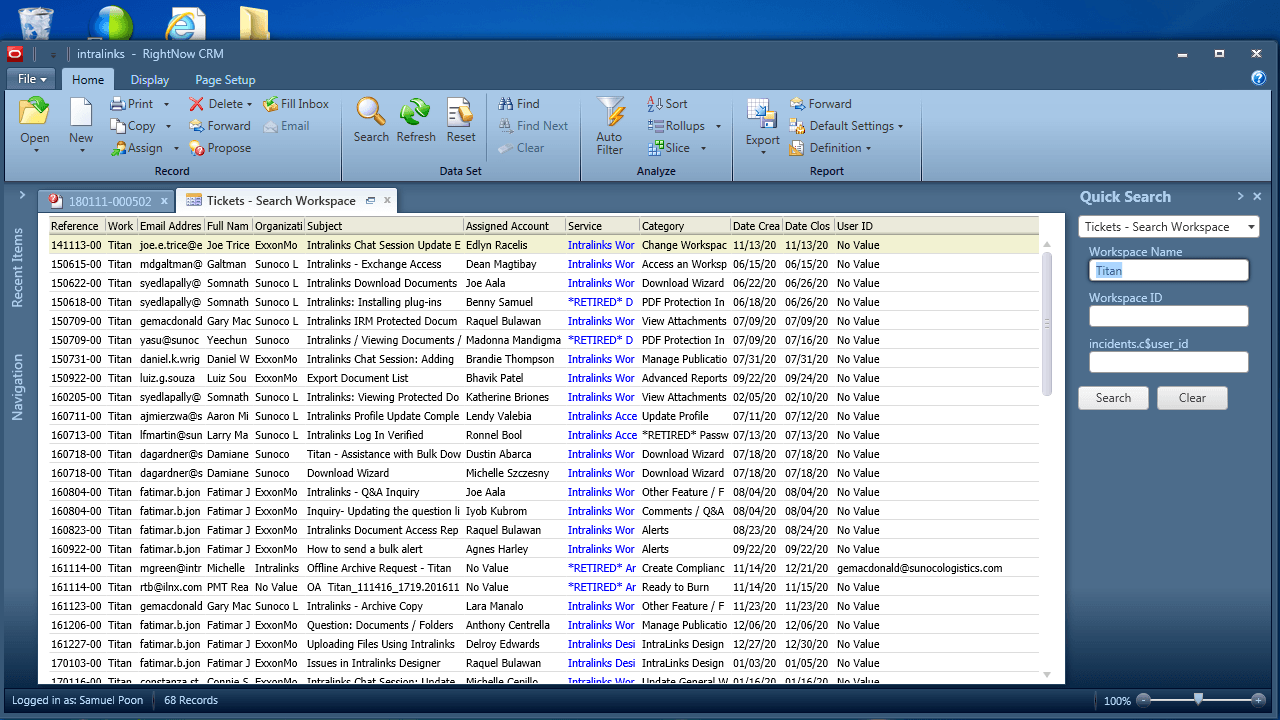 intralinks - RightNow CRM
File Home Display Page Setup
Open New Print Delete Fill Inbox Search Refresh Reset Find Auto Filter Sort Export Forward
Copy Forward Email Find Next Rollups Default Settings
Assign Propose Clear Slice Definition
Record Data Set Analyze Report
180111-000502 Tickets - Search Workspace
Recent Items
Navigation
Reference Work Email Addres Full Nam Organizati Subject Assigned Account Service Category Date Crea Date Clos User ID
141113-00 Titan joe.e.trice@e Joe Trice ExxonMo Intralinks Chat Session Update E Edlyn Racelis Intralinks Wor Change Workspac 11/13/20 11/13/20 No Value
150615-00 Titan mdgaltman@ Galtman Sunoco L Intralinks - Exchange Access Dean Magtibay Intralinks Wor Access an Worksp 06/15/20 06/15/20 No Value
150622-00 Titan syedlapally@ Somnath Sunoco L Intralinks Download Documents Joe Aala Intralinks Wor Download Wizard 06/22/20 06/26/20 No Value
150618-00 Titan syedlapally@ Somnath Sunoco L Intralinks: Installing plug-ins Benny Samuel *RETIRED* D PDF Protection In 06/18/20 06/26/20 No Value
150709-00 Titan gemacdonald Gary Mac Sunoco L Intralinks IRM Protected Docum Raquel Bulawan Intralinks Wor View Attachments 07/09/20 07/09/20 No Value
150709-00 Titan yasu@sunoc Yeechun Sunoco Intralinks / Viewing Documents / Madonna Mandigma *RETIRED* D PDF Protection In 07/09/20 07/16/20 No Value
150731-00 Titan daniel.k.wrig Daniel W ExxonMo Intralinks Chat Session: Adding Brandie Thompson Intralinks Wor Manage Publicatio 07/31/20 07/31/20 No Value
150922-00 Titan luiz.g.souza Luiz Sou ExxonMo Export Document List Bhavik Patel Intralinks Wor Advanced Reports 09/22/20 09/24/20 No Value
160205-00 Titan syedlapally@ Somnath Sunoco L Intralinks: Viewing Protected Do Katherine Briones Intralinks Wor View Attachments 02/05/20 02/10/20 No Value
160711-00 Titan ajmierzwa@s Aaron Mi Sunoco L Intralinks Profile Update Comple Lendy Valebia Intralinks Acce Update Profile 07/11/20 07/12/20 No Value
160713-00 Titan lfmartin@sun Larry Ma Sunoco L Intralinks Log In Verified Ronnel Bool Intralinks Acce *RETIRED* Passw 07/13/20 07/13/20 No Value
160718-00 Titan dagardner@s Damiane Sunoco Titan - Assistance with Bulk Dow Dustin Abarca Intralinks Wor Download Wizard 07/18/20 07/18/20 No Value
160718-00 Titan dagardner@s Damiane Sunoco Download Wizard Michelle Szczesny Intralinks Wor Download Wizard 07/18/20 07/18/20 No Value
160804-00 Titan fatimar.b.jon Fatimar J ExxonMo Intralinks - Q&A Inquiry Joe Aala Intralinks Wor Other Feature / F 08/04/20 08/04/20 No Value
160804-00 Titan fatimar.b.jon Fatimar J ExxonMo Inquiry- Updating the question li Iyob Kubrom Intralinks Wor Comments / Q&A 08/04/20 08/04/20 No Value
160823-00 Titan fatimar.b.jon Fatimar J ExxonMo Intralinks Document Access Rep Raquel Bulawan Intralinks Wor Alerts 08/23/20 08/24/20 No Value
160922-00 Titan fatimar.b.jon Fatimar J ExxonMo How to send a bulk alert Agnes Harley Intralinks Wor Alerts 09/22/20 09/22/20 No Value
161114-00 Titan mgreen@intr Michelle Intralinks Offline Archive Request - Titan No Value *RETIRED* Ar Create Complianc 11/14/20 12/21/20 gemacdonald@sunocologistics.com
161114-00 Titan rtb@ilnx.com PMT Rea No Value OA Titan_111416_1719.201611 No Value *RETIRED* Ar Ready to Burn 11/14/20 11/15/20 No Value
161123-00 Titan gemacdonald Gary Mac Sunoco L Intralinks - Archive Copy Lara Manalo Intralinks Wor Other Feature / F 11/23/20 11/23/20 No Value
161206-00 Titan fatimar.b.jon Fatimar J ExxonMo Question: Documents / Folders Anthony Centrella Intralinks Wor Manage Publicatio 12/06/20 12/06/20 No Value
161227-00 Titan fatimar.b.jon Fatimar J ExxonMo Uploading Files Using Intralinks Delroy Edwards Intralinks Desi IntraLinks Design 12/27/20 12/30/20 No Value
170103-00 Titan fatimar.b.jon Fatimar J ExxonMo Issues in Intralinks Designer Raquel Bulawan Intralinks Desi IntraLinks Design 01/03/20 01/05/20 No Value
170116-00 Titan constanza.st Connie S ExxonMo Intralinks Chat Session: Update Michelle Cenillo Intralinks Wor Update General W 01/16/20 01/16/20 No Value
Quick Search
Tickets - Search Workspace
Workspace Name
Titan
Workspace ID
incidents.c$user_id
Search Clear
Logged in as: Samuel Poon 68 Records 100%